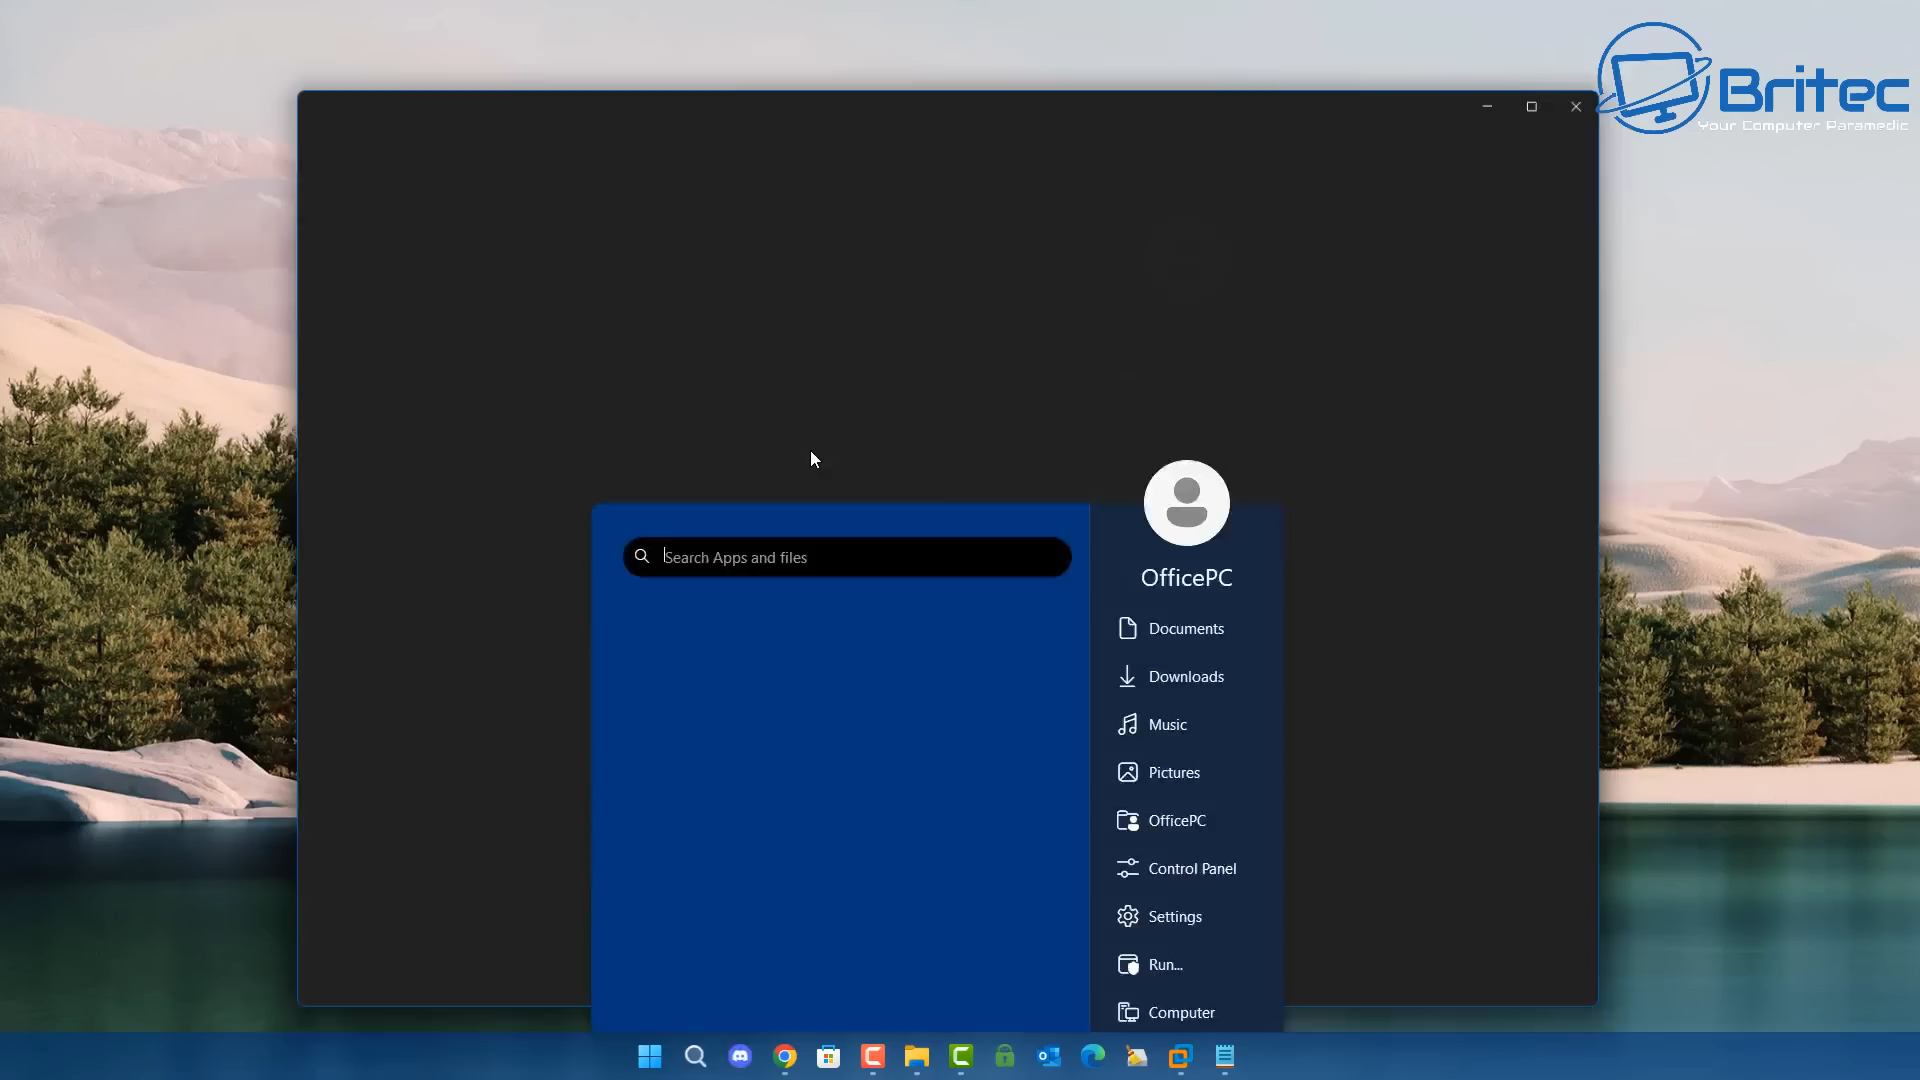 Britec
Your Computer Paramedic
Search Apps and files
OfficePC
Documents
Downloads
Music
Pictures
OfficePC
Control Panel
Settings
Run...
Computer